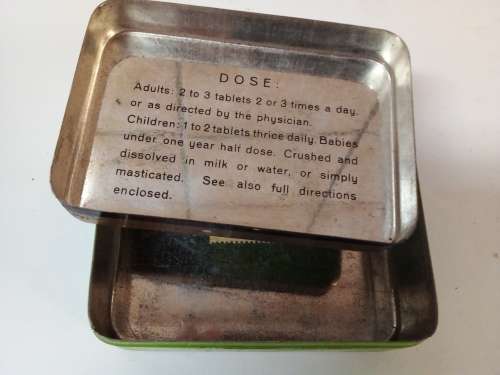 DOSE:
Adults: 2 to 3 tablets 2 or 3 times a day.
or as directed by the physician.
Children: 1 to 2 tablets thrice daily. Babies
under one year half dose. Crushed and
dissolved in milk or water, or simply
masticated. See also full directions
enclosed.